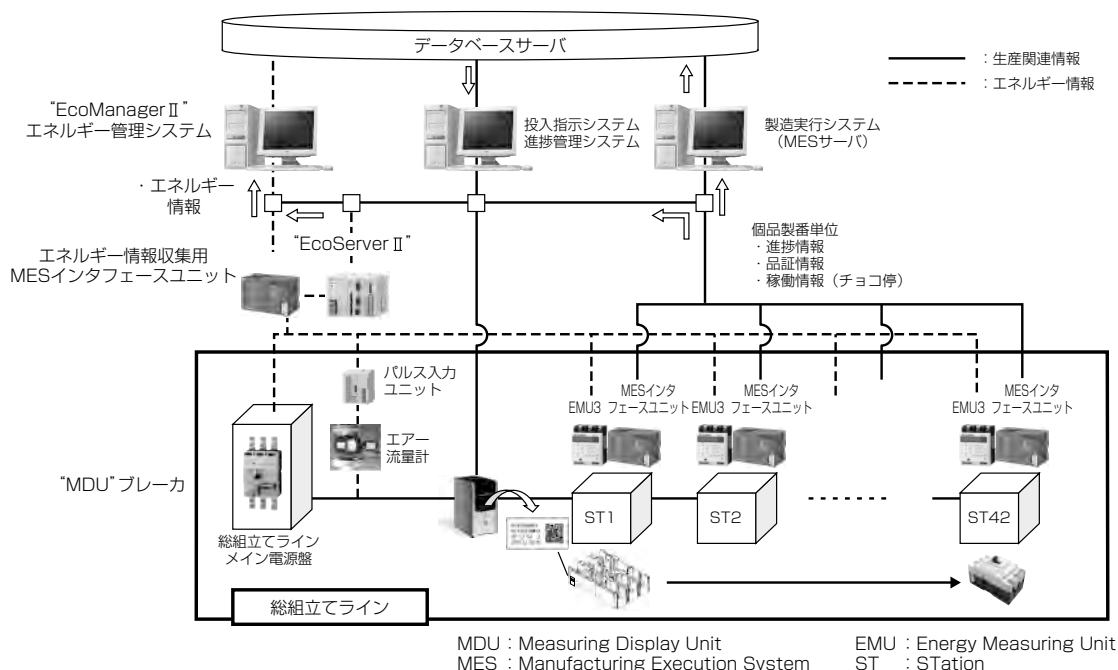 データベースサーバ
：生産関連情報
：エネルギー情報
“EcoManagerⅡ”
エネルギー管理システム
投入指示システム
進捗管理システム
製造実行システム
（MESサーバ）
・エネルギー
情報
“EcoServerⅡ”
エネルギー情報収集用
MESインタフェースユニット
個品製番単位
・進捗情報
・品証情報
・稼働情報（チョコ停）
パルス入力
ユニット
エアー
流量計
EMU3
MESインタ
フェースユニット
EMU3
MESインタ
フェースユニット
EMU3
MESインタ
フェースユニット
“MDU”ブレーカ
総組立てライン
メイン電源盤
ST1
ST2
ST42
総組立てライン
MDU：Measuring Display Unit
EMU：Energy Measuring Unit
MES：Manufacturing Execution System
ST：STation